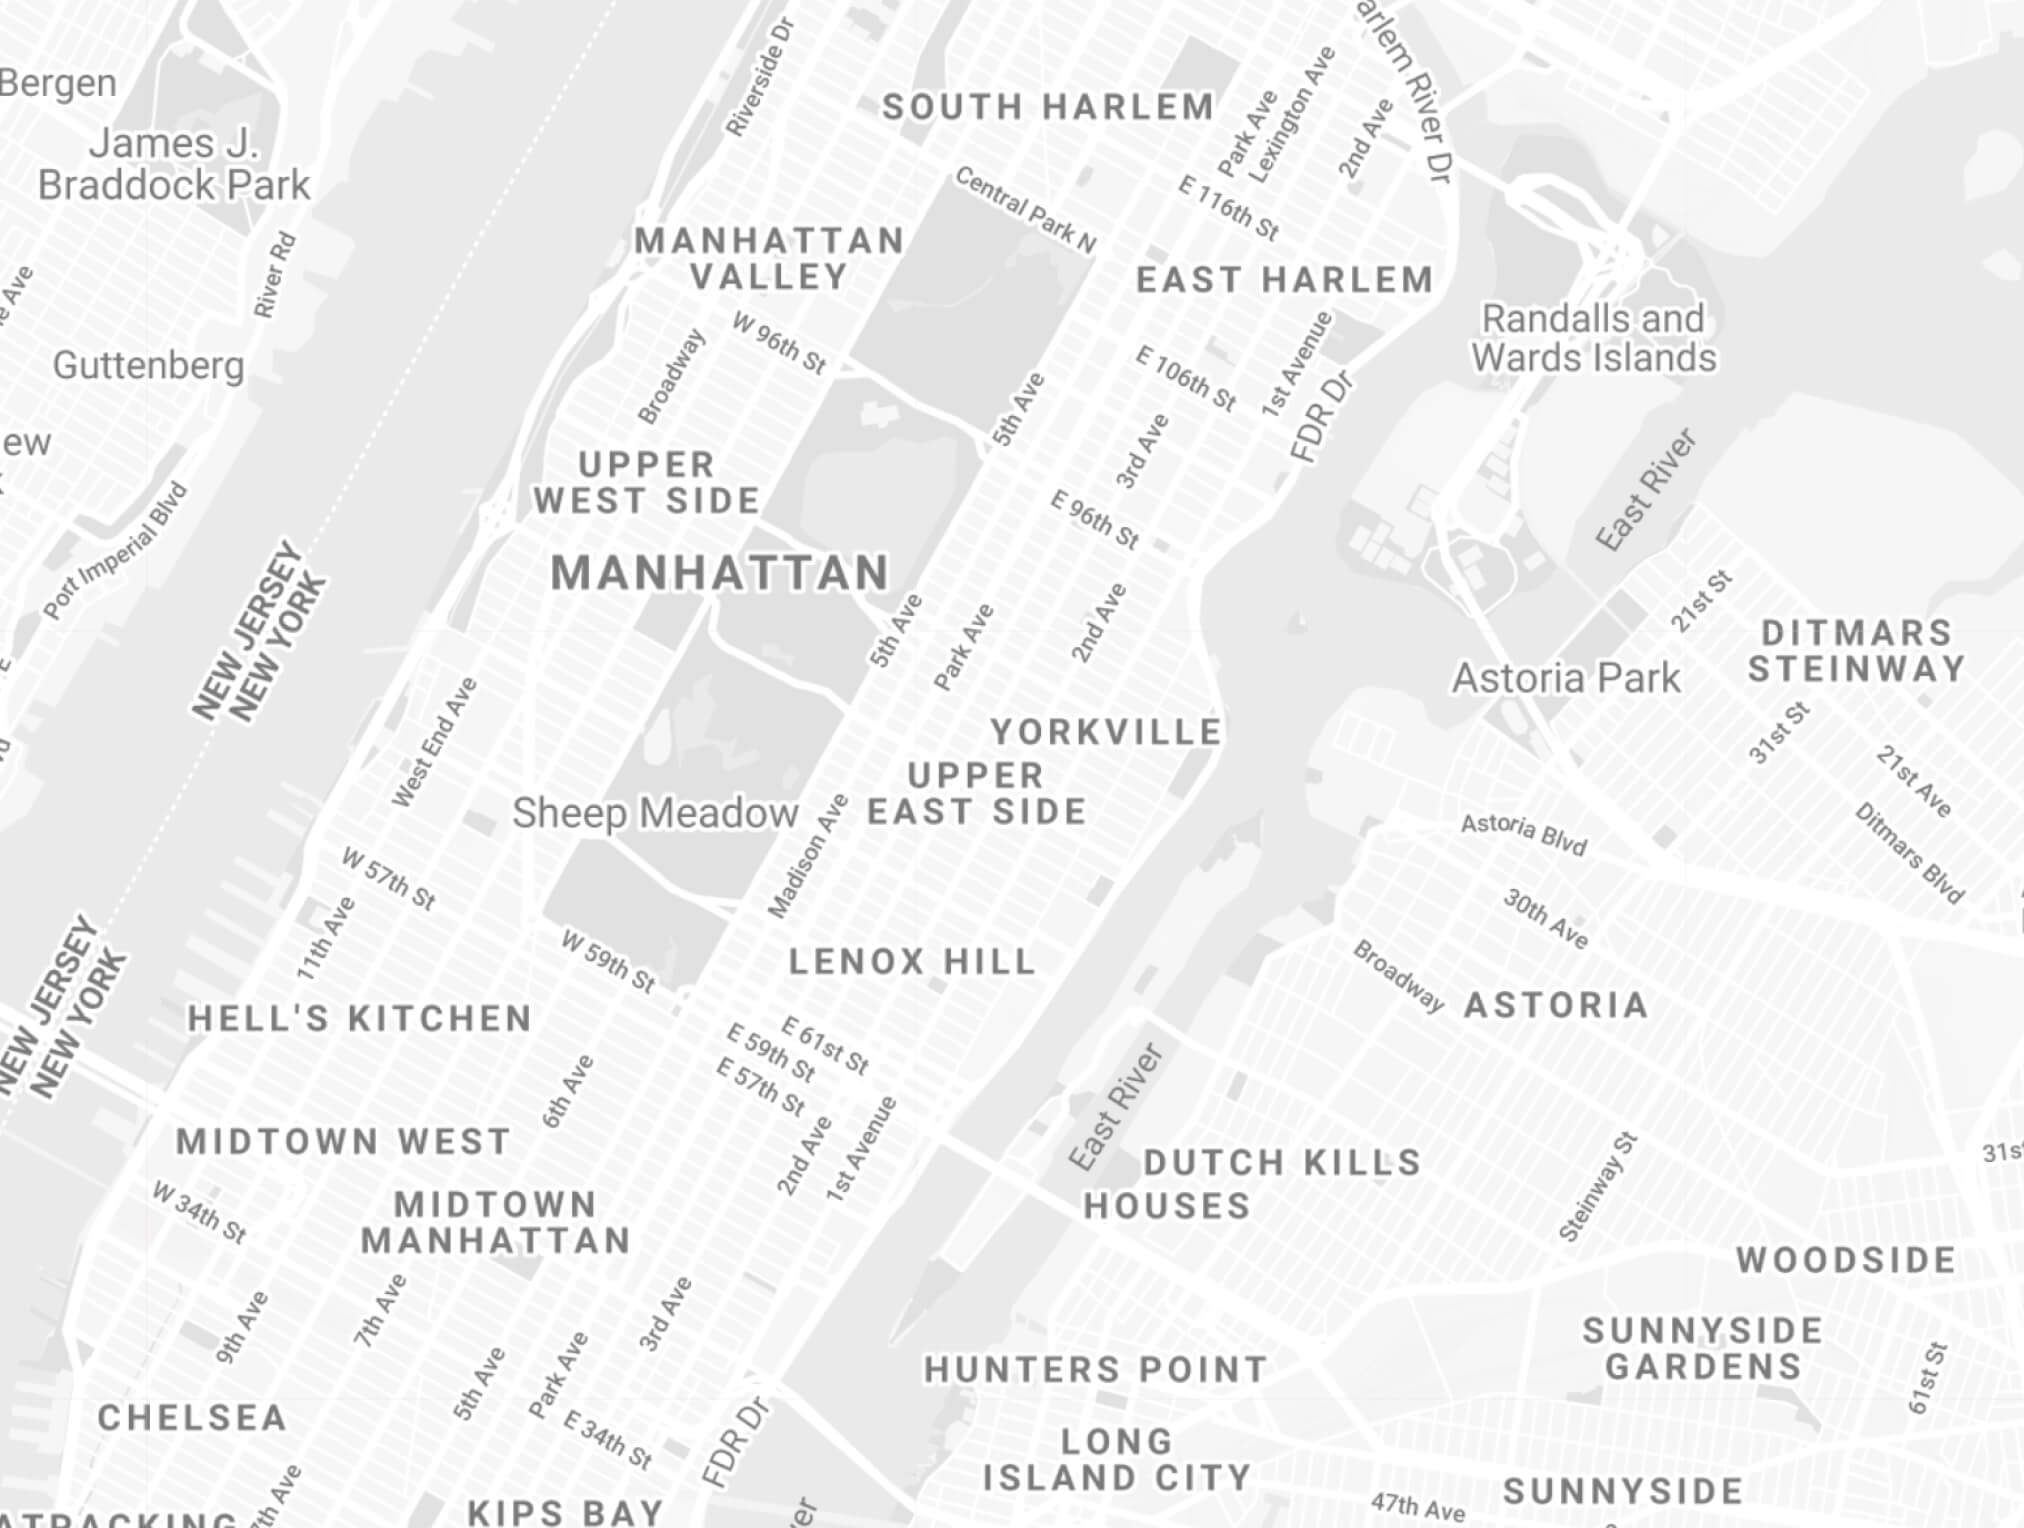 Riverside Dr
Harlem River Dr
Bergen
SOUTH HARLEM
Park Ave
Lexington Ave
2nd Ave
James J.
Braddock Park
Central Park N
E 116th St
River Rd
MANHATTAN
VALLEY
EAST HARLEM
Randalls and
Wards Islands
W 96th St
Broadway
E 106th St
1st Avenue
FDR Dr
Guttenberg
5th Ave
3rd Ave
ew
UPPER
WEST SIDE
E 96th St
East River
Port Imperial Blvd
MANHATTAN
NEW JERSEY
NEW YORK
5th Ave
Park Ave
2nd Ave
21st St
DITMARS
STEINWAY
Astoria Park
West End Ave
YORKVILLE
31st St
21st Ave
UPPER
EAST SIDE
Sheep Meadow
Madison Ave
Astoria Blvd
Ditmars Blvd
W 57th St
11th Ave
30th Ave
W 59th St
LENOX HILL
Broadway
ASTORIA
NEW JERSEY
NEW YORK
HELL'S KITCHEN
E 61st St
E 59th St
E 57th St
6th Ave
East River
MIDTOWN WEST
2nd Ave
1st Avenue
DUTCH KILLS
HOUSES
Steinway St
31st
W 34th St
MIDTOWN
MANHATTAN
WOODSIDE
9th Ave
7th Ave
3rd Ave
SUNNYSIDE
GARDENS
5th Ave
Park Ave
HUNTERS POINT
61st St
CHELSEA
E 34th St
FDR Dr
LONG
ISLAND CITY
7th Ave
KIPS BAY
47th Ave
SUNNYSIDE